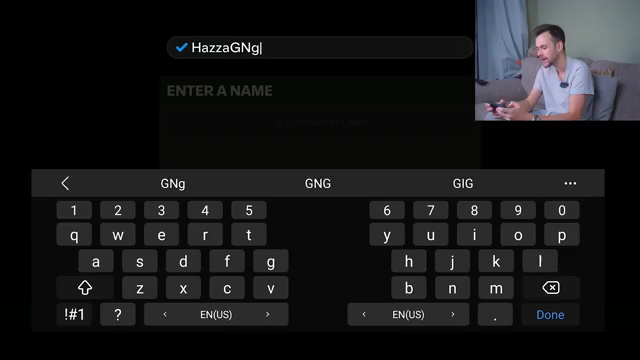 HazzaGNg
ENTER A NAME
GNg GNG GIG ...
1 2 3 4 5 6 7 8 9 0
q w e r t y u i o p
a s d f g h j k l
z x c v b n m
!#1 ? < EN(US) > < EN(US) > . Done